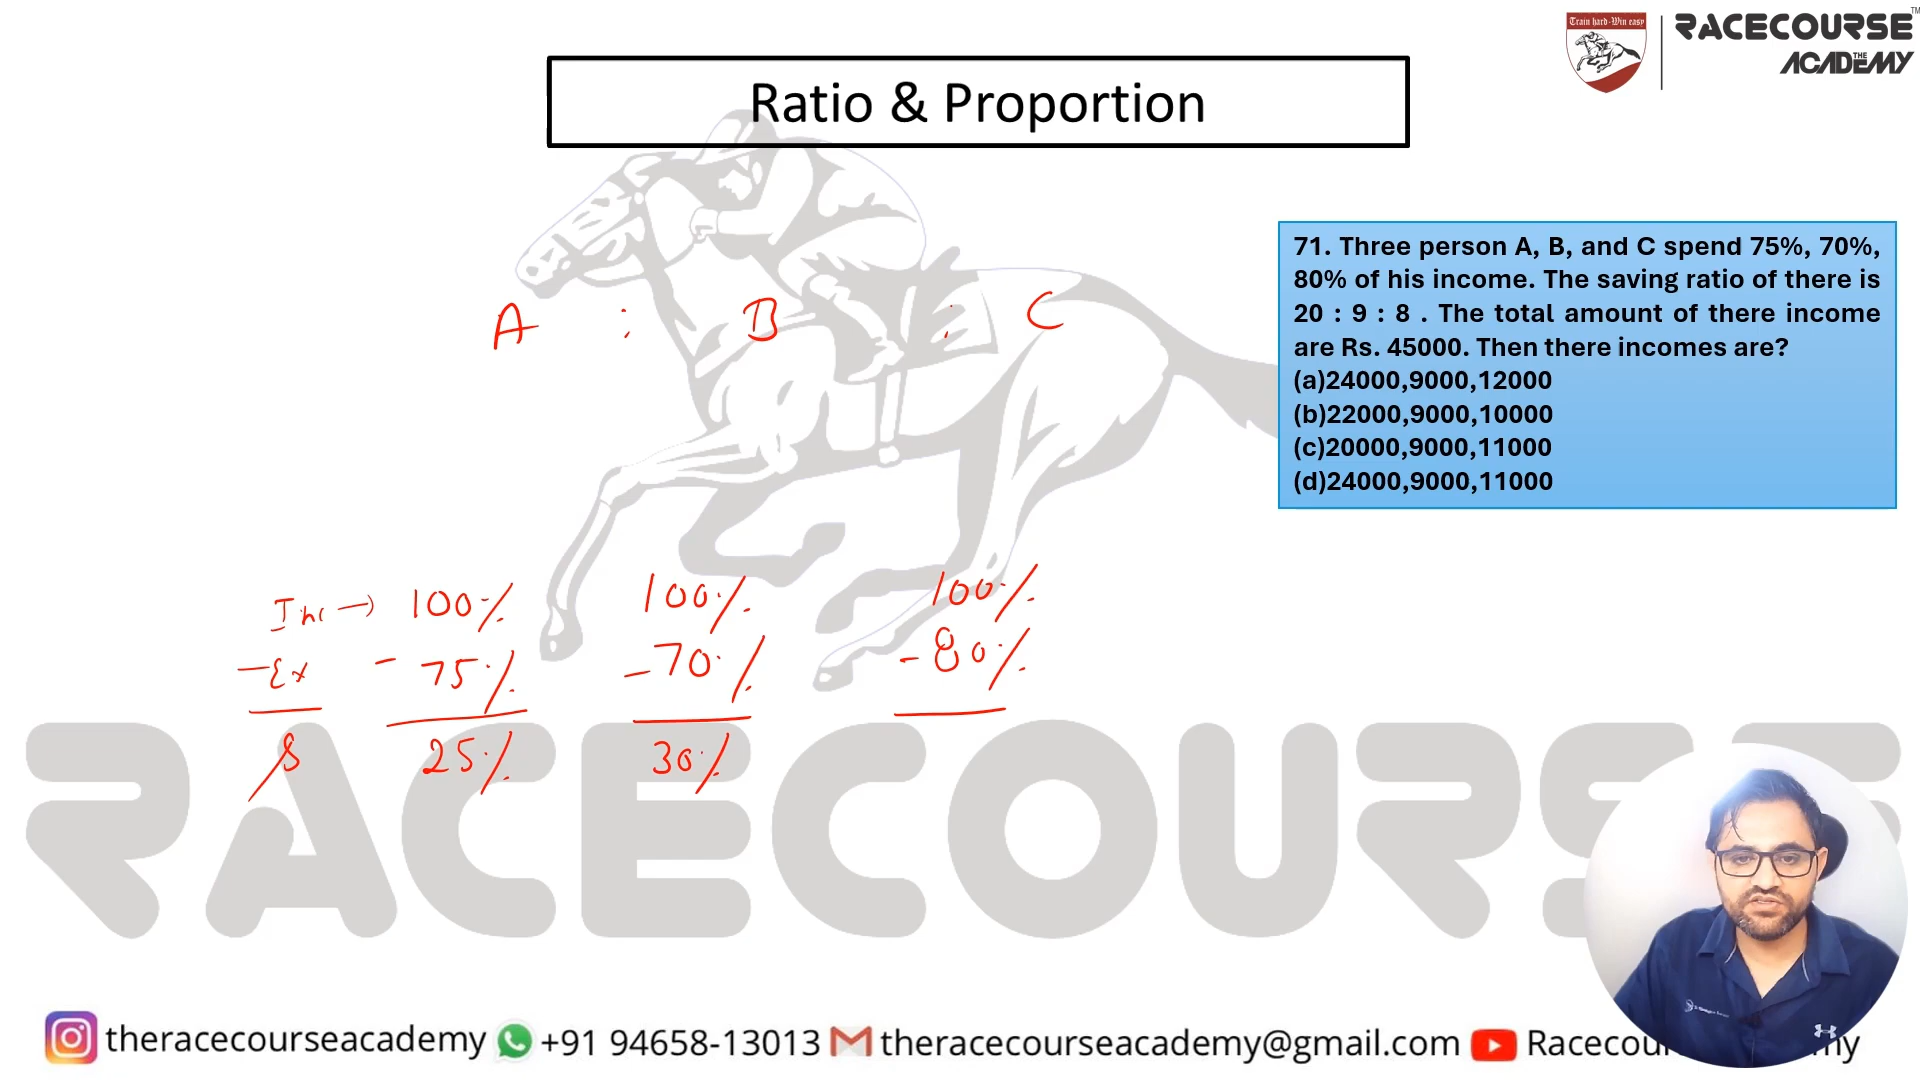 Train hard-Win easy
RACECOURSE TM
THE ACADEMY
Ratio & Proportion
71. Three person A, B, and C spend 75%, 70%,
80% of his income. The saving ratio of there is
20 : 9 : 8 . The total amount of there income
are Rs. 45000. Then there incomes are?
(a)24000,9000,12000
(b)22000,9000,10000
(c)20000,9000,11000
(d)24000,9000,11000
A : B : C
Inc → 100% 100% 100%
-Ex - 75% -70% -80%
S 25% 30%
RACECOURSE
theracecourseacademy +91 94658-13013 theracecourseacademy@gmail.com